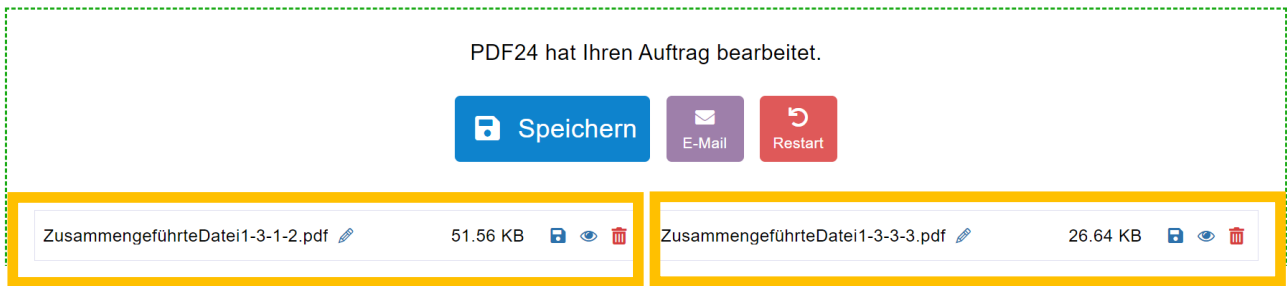 PDF24 hat Ihren Auftrag bearbeitet.
Speichern
E-Mail
Restart
ZusammengeführteDatei1-3-1-2.pdf 51.56 KB
ZusammengeführteDatei1-3-3-3.pdf 26.64 KB